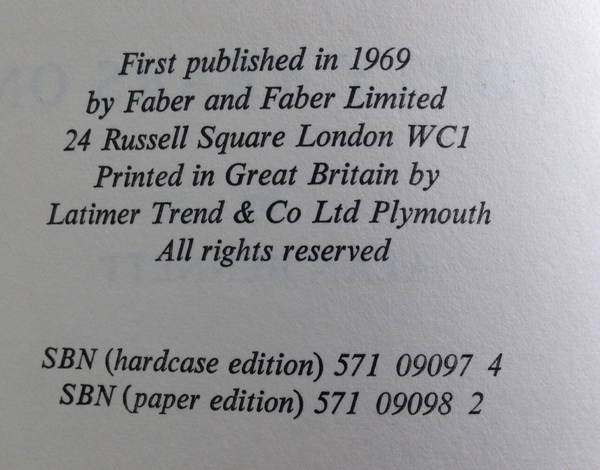 First published in 1969
by Faber and Faber Limited
24 Russell Square London WC1
Printed in Great Britain by
Latimer Trend & Co Ltd Plymouth
All rights reserved
SBN (hardcase edition) 571 09097 4
SBN (paper edition) 571 09098 2